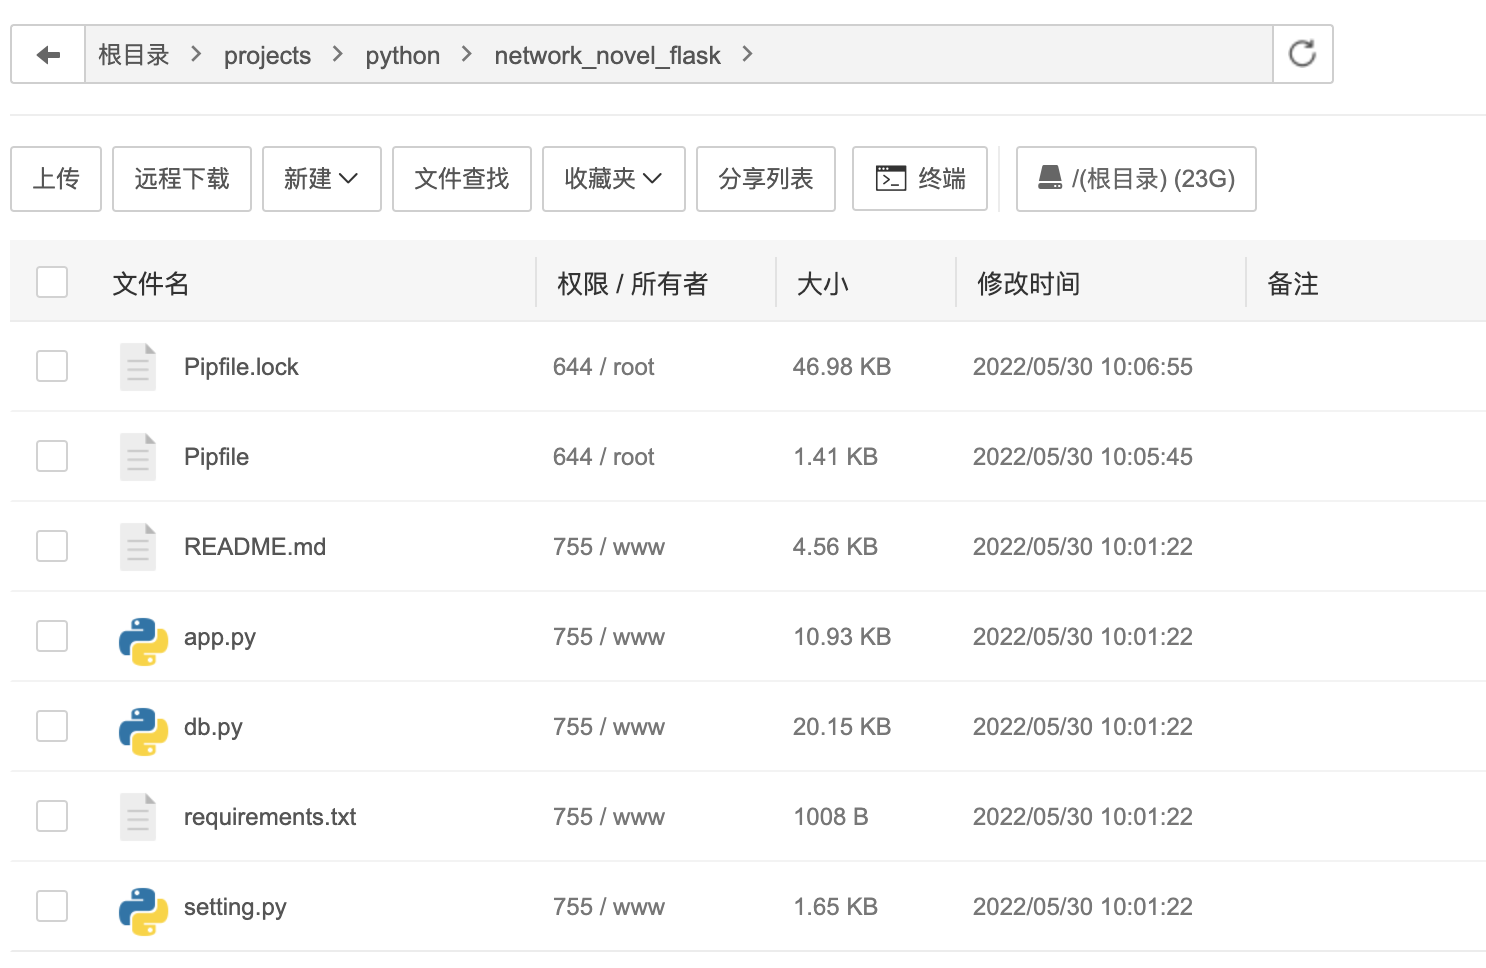 根目录 > projects > python > network_novel_flask >
上传 远程下载 新建 文件查找 收藏夹 分享列表 终端 /(根目录) (23G)
文件名 权限 / 所有者 大小 修改时间 备注
Pipfile.lock 644 / root 46.98 KB 2022/05/30 10:06:55
Pipfile 644 / root 1.41 KB 2022/05/30 10:05:45
README.md 755 / www 4.56 KB 2022/05/30 10:01:22
app.py 755 / www 10.93 KB 2022/05/30 10:01:22
db.py 755 / www 20.15 KB 2022/05/30 10:01:22
requirements.txt 755 / www 1008 B 2022/05/30 10:01:22
setting.py 755 / www 1.65 KB 2022/05/30 10:01:22